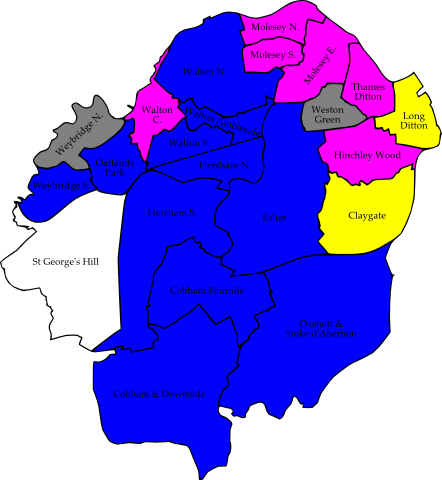 Molesey N.
Molesey S.
Molesey E.
Walton N.
Thames
Ditton
Weybridge N.
Walton
C.
Walton Ambleside
Weston
Green
Long
Ditton
Walton S.
Hersham N.
Hinchley Wood
Oatlands
Park
Weybridge S.
Hersham S.
Esher
Claygate
St George's Hill
Cobham Fairmile
Oxshott &
Stoke d'Abernon
Cobham & Downside